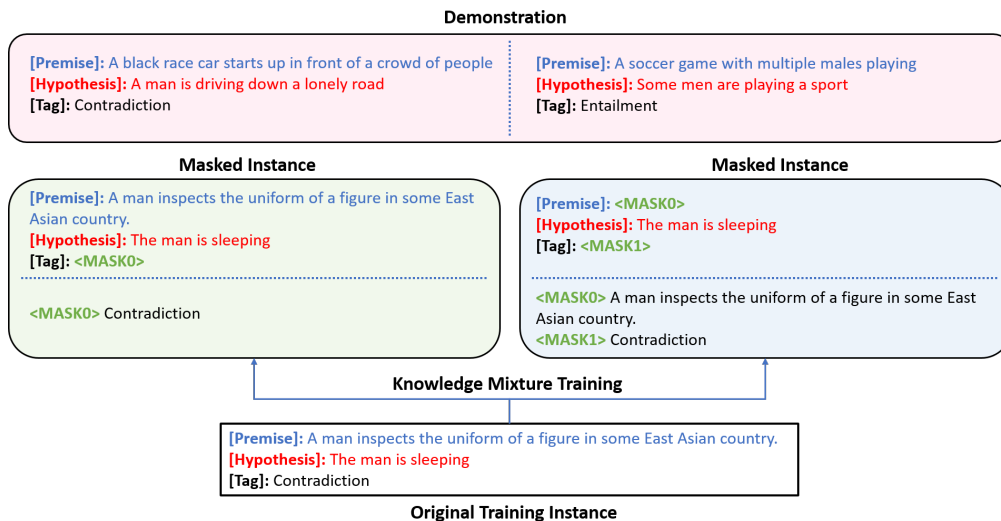 Demonstration
[Premise]: A black race car starts up in front of a crowd of people
[Hypothesis]: A man is driving down a lonely road
[Tag]: Contradiction
[Premise]: A soccer game with multiple males playing
[Hypothesis]: Some men are playing a sport
[Tag]: Entailment
Masked Instance
[Premise]: A man inspects the uniform of a figure in some East
Asian country.
[Hypothesis]: The man is sleeping
[Tag]: <MASK0>
<MASK0> Contradiction
Masked Instance
[Premise]: <MASK0>
[Hypothesis]: The man is sleeping
[Tag]: <MASK1>
<MASK0> A man inspects the uniform of a figure in some East
Asian country.
<MASK1> Contradiction
Knowledge Mixture Training
[Premise]: A man inspects the uniform of a figure in some East Asian country.
[Hypothesis]: The man is sleeping
[Tag]: Contradiction
Original Training Instance